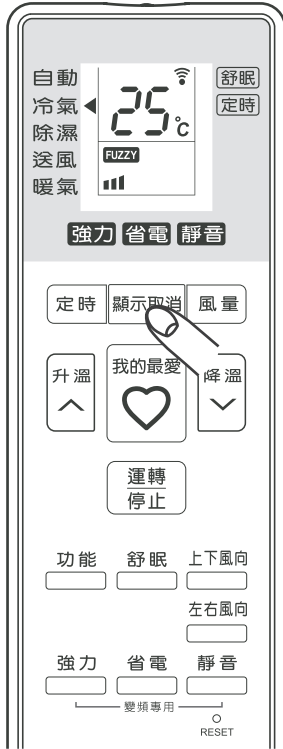 自動
冷氣
除濕
送風
暖氣
25℃
FUZZY
舒眠
定時
強力 省電 靜音
定時 顯示取消 風量
升溫 我的最愛 降溫
運轉
停止
功能 舒眠 上下風向
左右風向
強力 省電 靜音
變頻專用
RESET